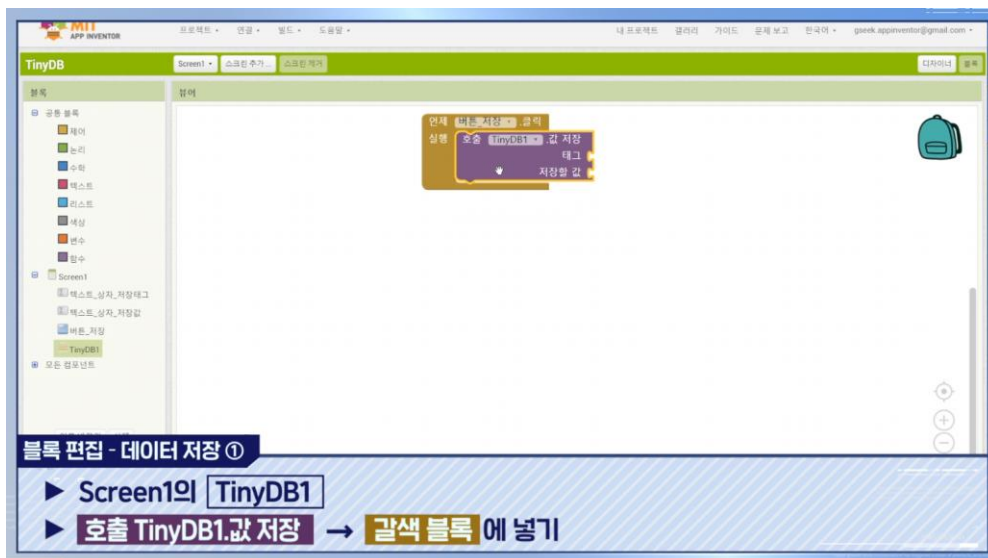 MIT
APP INVENTOR
프로젝트 연결 빌드 도움말
내 프로젝트 갤러리 가이드 문제 보고 한국어 gseek.appinventor@gmail.com
TinyDB
Screen1 스크린 추가... 스크린 제거
디자이너 블록
블록
뷰어
공통 블록
제어
논리
수학
텍스트
리스트
색상
변수
함수
Screen1
텍스트_상자_저장태그
텍스트_상자_저장값
버튼_저장
TinyDB1
모든 컴포넌트
언제 버튼_저장 .클릭
실행 호출 TinyDB1 .값 저장
태그
저장할 값
블록 편집 - 데이터 저장 ①
▶ Screen1의 TinyDB1
▶ 호출 TinyDB1.값 저장 → 갈색 블록 에 넣기